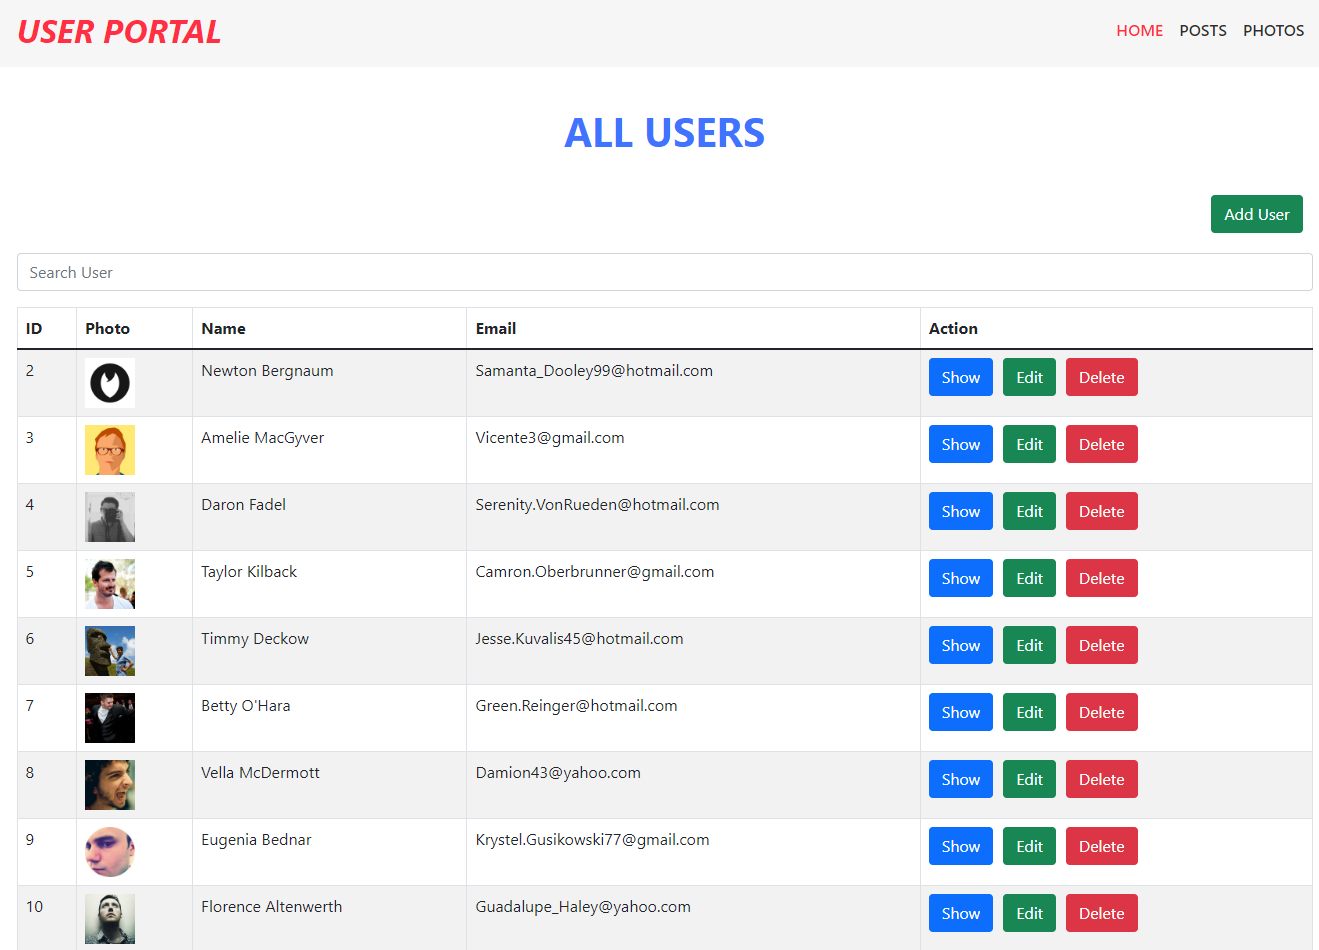 USER PORTAL HOME POSTS PHOTOS
ALL USERS
Add User
Search User
ID Photo Name Email Action
2 Newton Bergnaum Samanta_Dooley99@hotmail.com Show Edit Delete
3 Amelie MacGyver Vicente3@gmail.com Show Edit Delete
4 Daron Fadel Serenity.VonRueden@hotmail.com Show Edit Delete
5 Taylor Kilback Camron.Oberbrunner@gmail.com Show Edit Delete
6 Timmy Deckow Jesse.Kuvalis45@hotmail.com Show Edit Delete
7 Betty O'Hara Green.Reinger@hotmail.com Show Edit Delete
8 Vella McDermott Damion43@yahoo.com Show Edit Delete
9 Eugenia Bednar Krystel.Gusikowski77@gmail.com Show Edit Delete
10 Florence Altenwerth Guadalupe_Haley@yahoo.com Show Edit Delete